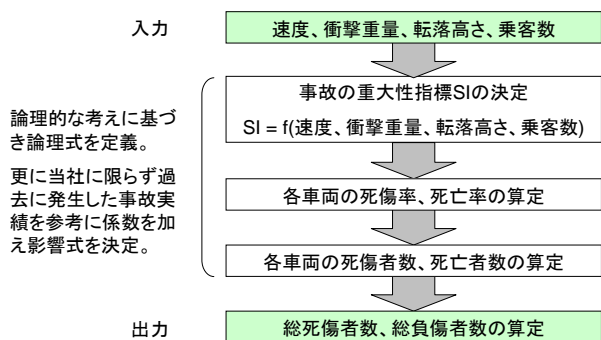 入力
速度、衝撃重量、転落高さ、乗客数
事故の重大性指標SIの決定
SI = f(速度、衝撃重量、転落高さ、乗客数)
論理的な考えに基づ
き論理式を定義。
更に当社に限らず過
去に発生した事故実
績を参考に係数を加
え影響式を決定。
各車両の死傷率、死亡率の算定
各車両の死傷者数、死亡者数の算定
出力
総死傷者数、総負傷者数の算定